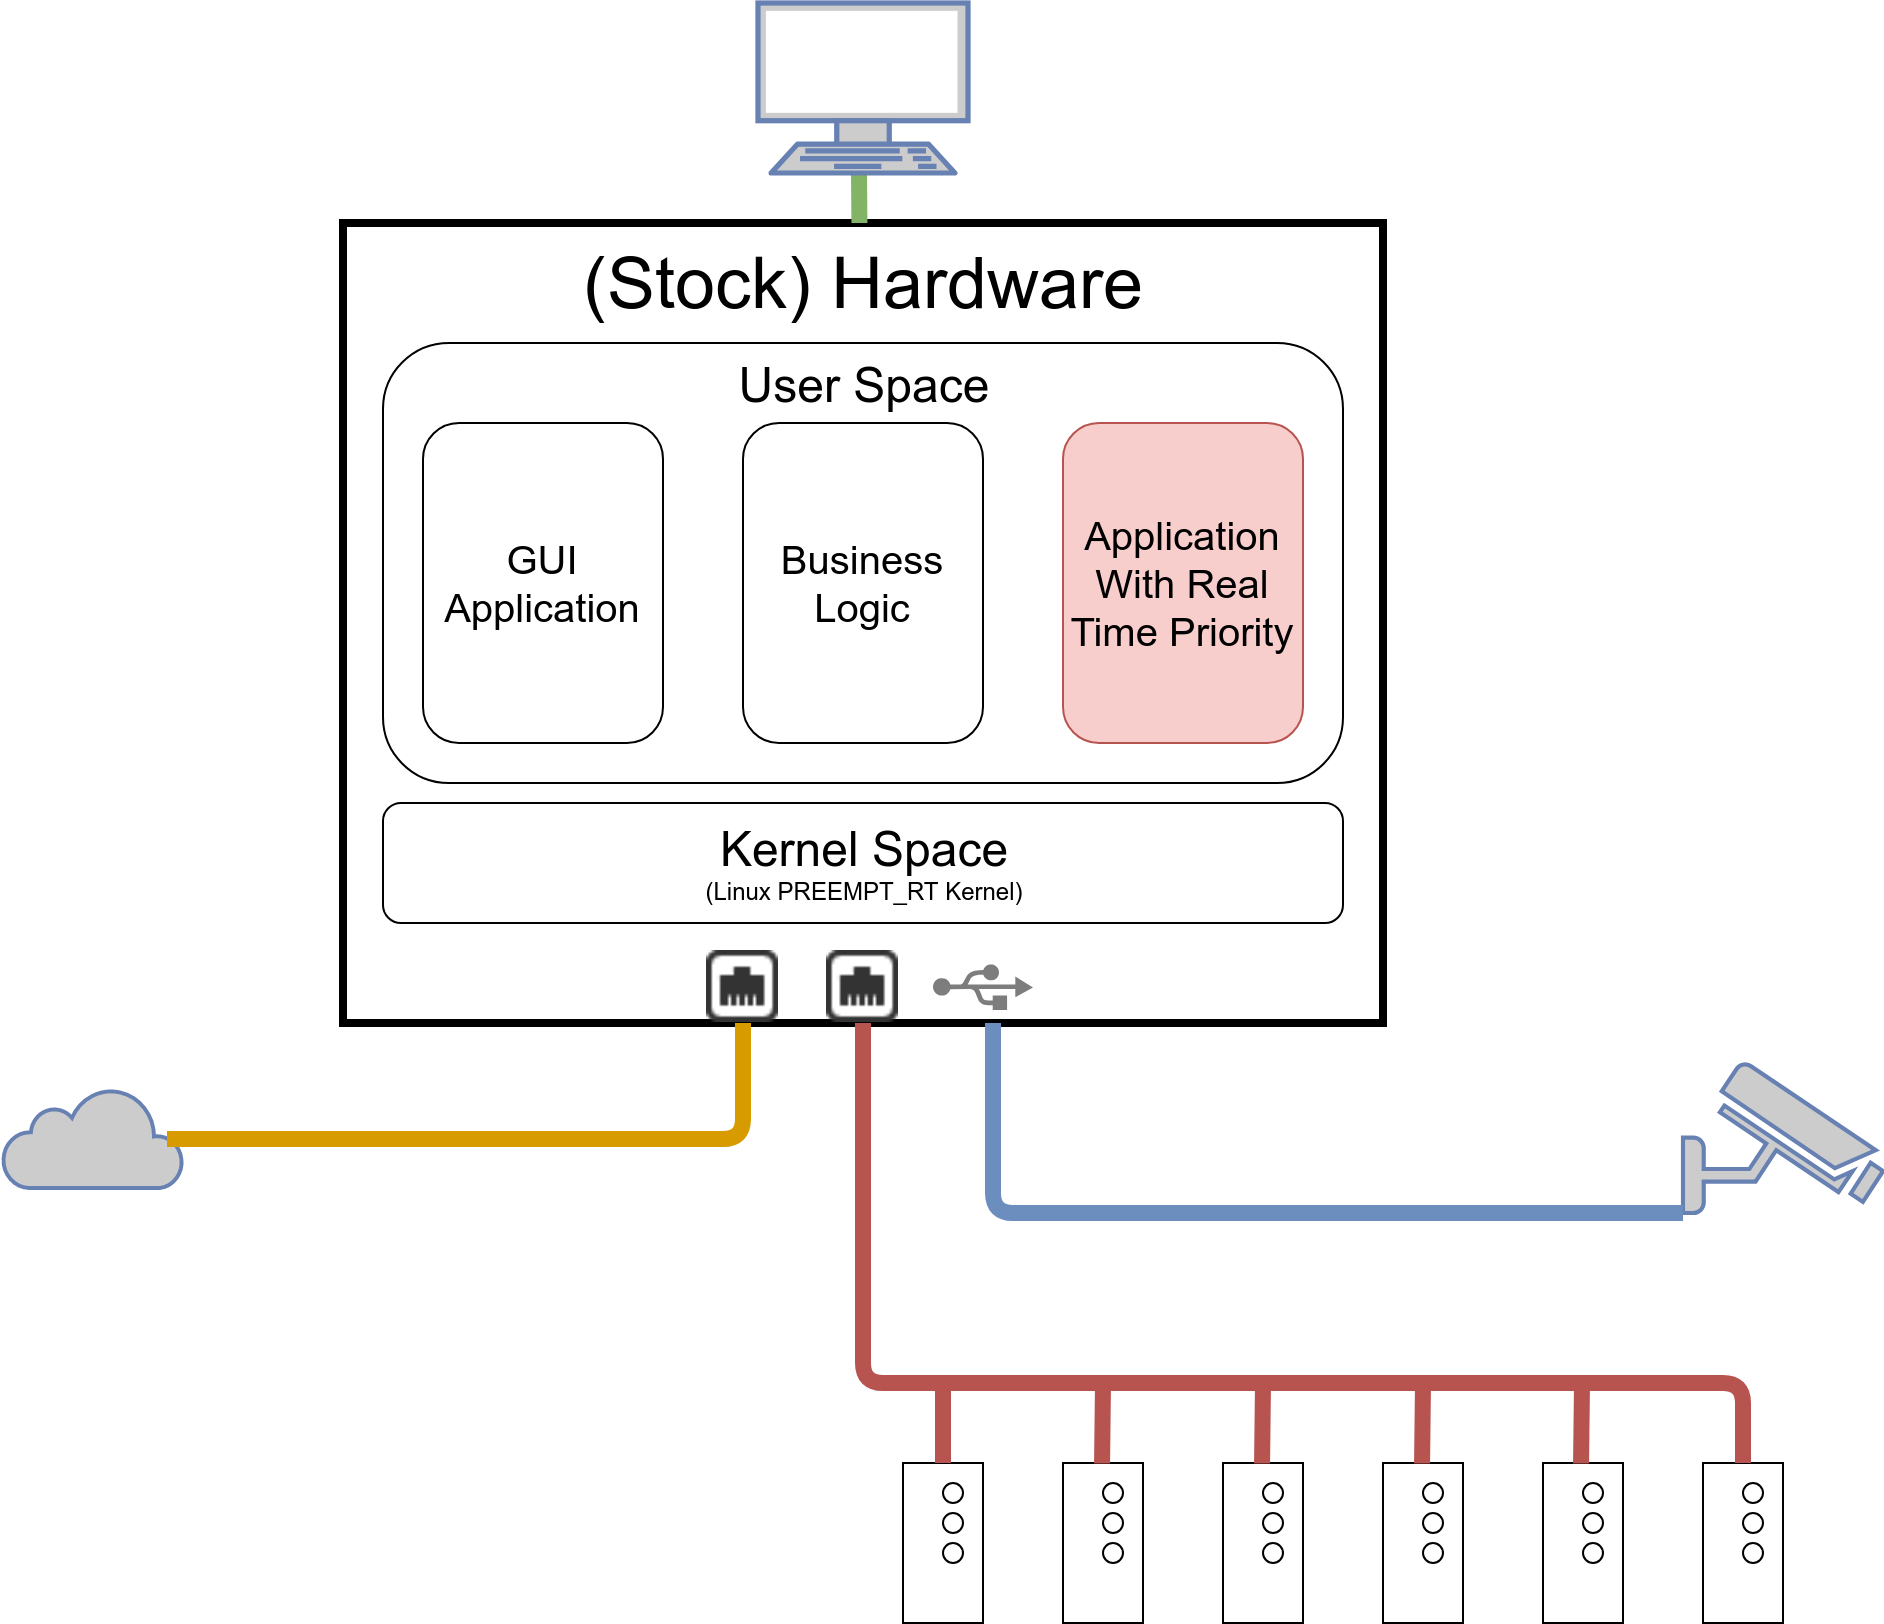 (Stock) Hardware
User Space
GUI
Application
Business
Logic
Application
With Real
Time Priority
Kernel Space
(Linux PREEMPT_RT Kernel)